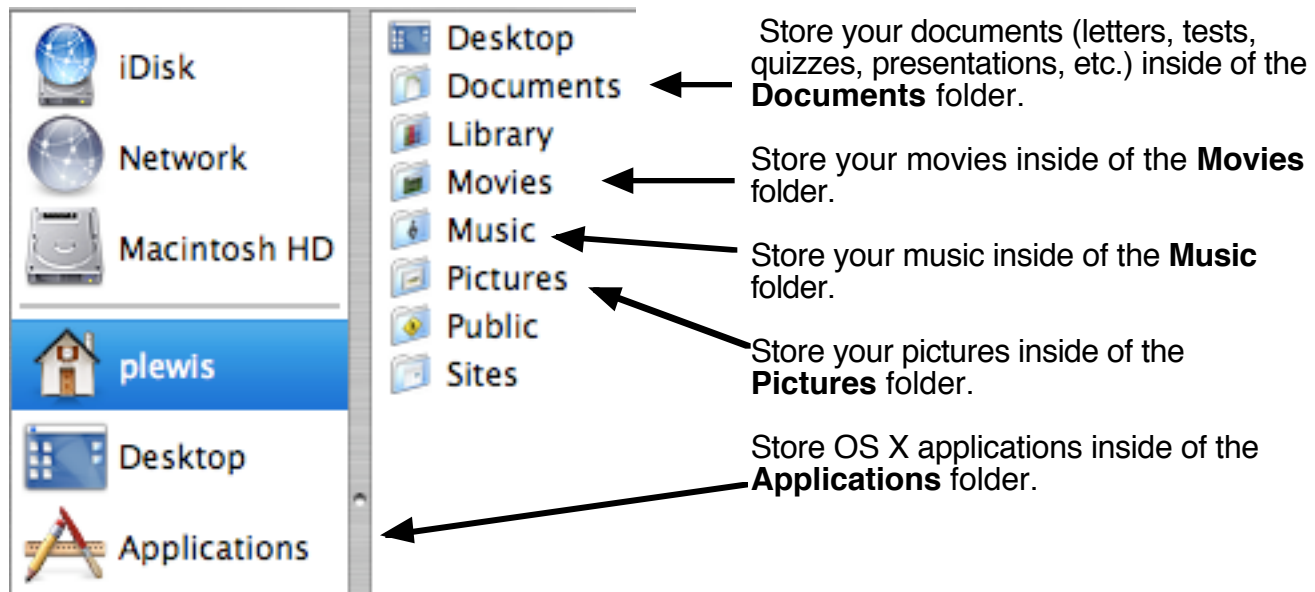 iDisk
Network
Macintosh HD
plewis
Desktop
Applications
Desktop
Documents
Library
Movies
Music
Pictures
Public
Sites
Store your documents (letters, tests,
quizzes, presentations, etc.) inside of the
Documents folder.
Store your movies inside of the Movies
folder.
Store your music inside of the Music
folder.
Store your pictures inside of the
Pictures folder.
Store OS X applications inside of the
Applications folder.